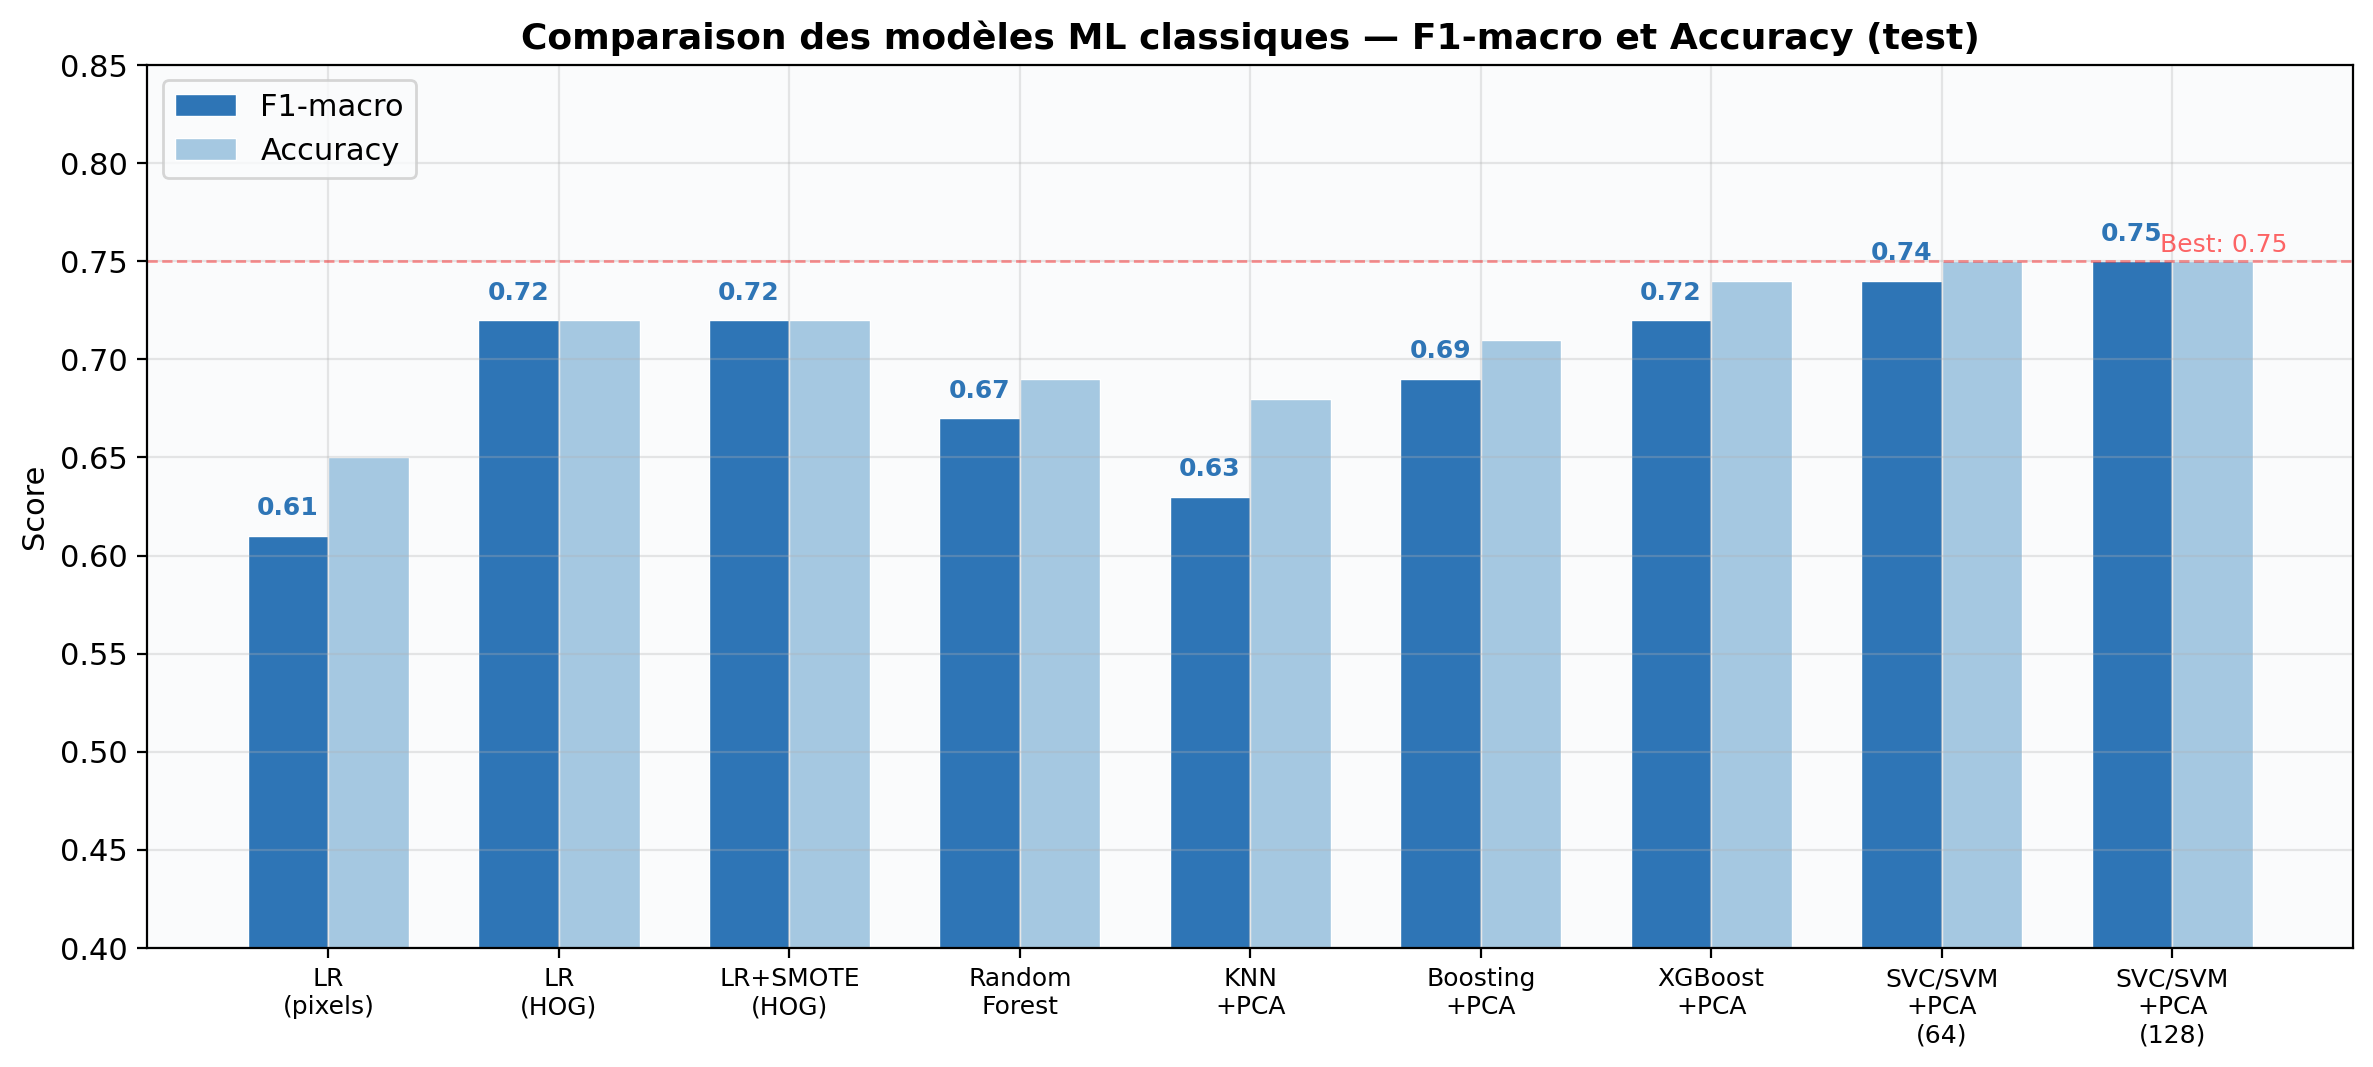 Comparaison des modèles ML classiques — F1-macro et Accuracy (test)
F1-macro
Accuracy
Score
0.85
0.80
0.75
0.70
0.65
0.60
0.55
0.50
0.45
0.40
0.61
0.72
0.72
0.67
0.63
0.69
0.72
0.74
0.75
Best: 0.75
LR
(pixels)
LR
(HOG)
LR+SMOTE
(HOG)
Random
Forest
KNN
+PCA
Boosting
+PCA
XGBoost
+PCA
SVC/SVM
+PCA
(64)
SVC/SVM
+PCA
(128)